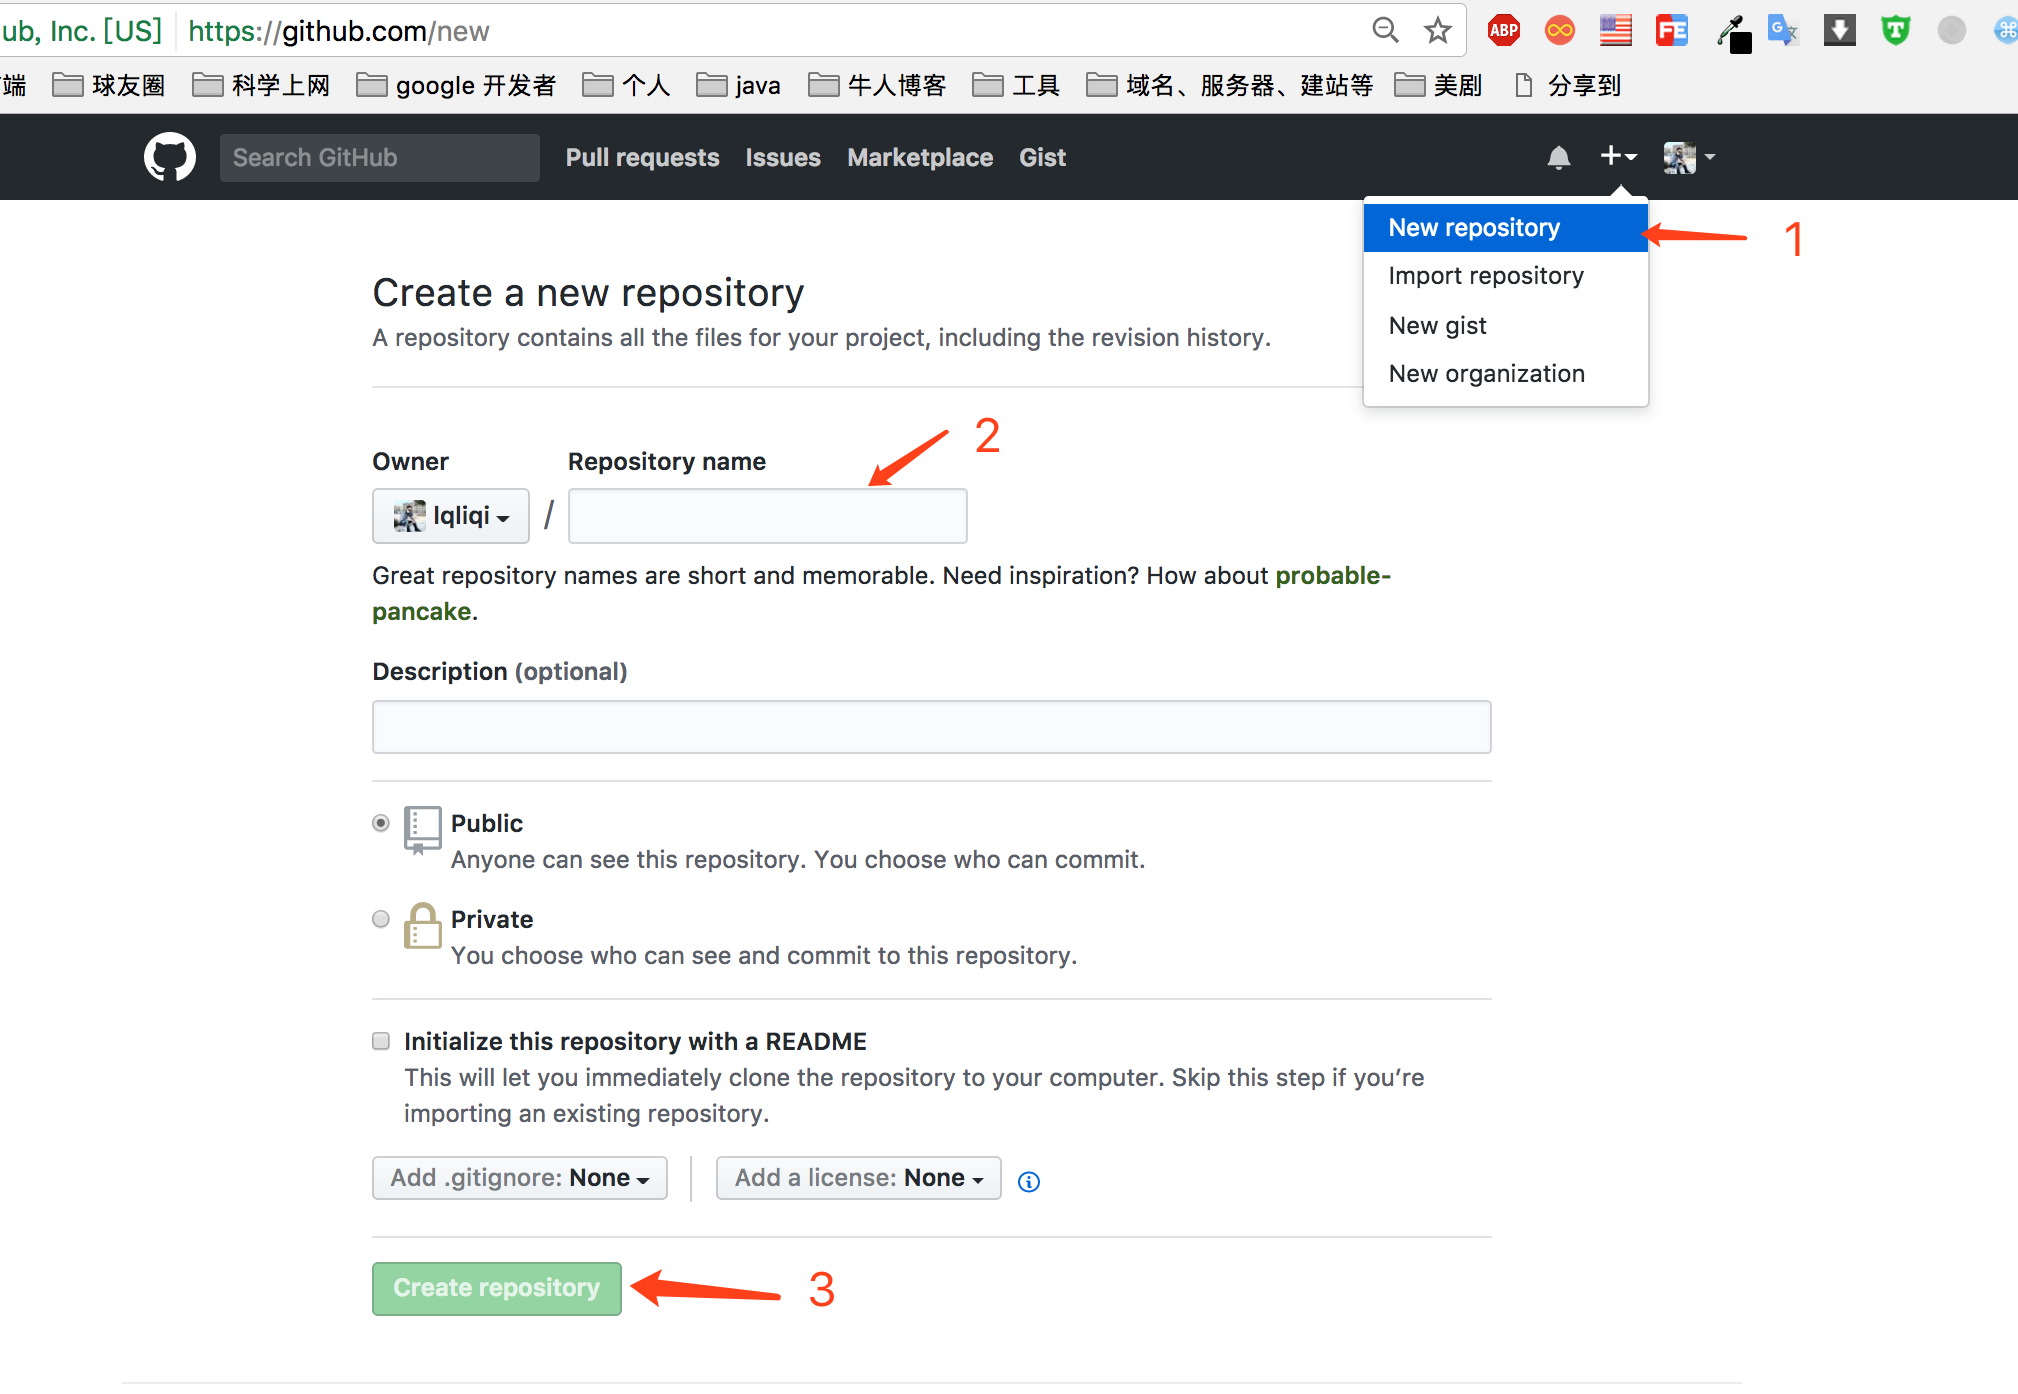 ub, Inc. [US] https://github.com/new
ABP FE G T
端 球友圈 科学上网 google 开发者 个人 java 牛人博客 工具 域名、服务器、建站等 美剧 分享到
Search GitHub Pull requests Issues Marketplace Gist
New repository
1
Import repository
New gist
New organization
Create a new repository
A repository contains all the files for your project, including the revision history.
2
Owner Repository name
lqliqi / 
Great repository names are short and memorable. Need inspiration? How about probable-
pancake.
Description (optional)
Public
Anyone can see this repository. You choose who can commit.
Private
You choose who can see and commit to this repository.
Initialize this repository with a README
This will let you immediately clone the repository to your computer. Skip this step if you’re
importing an existing repository.
Add .gitignore: None Add a license: None
Create repository
3